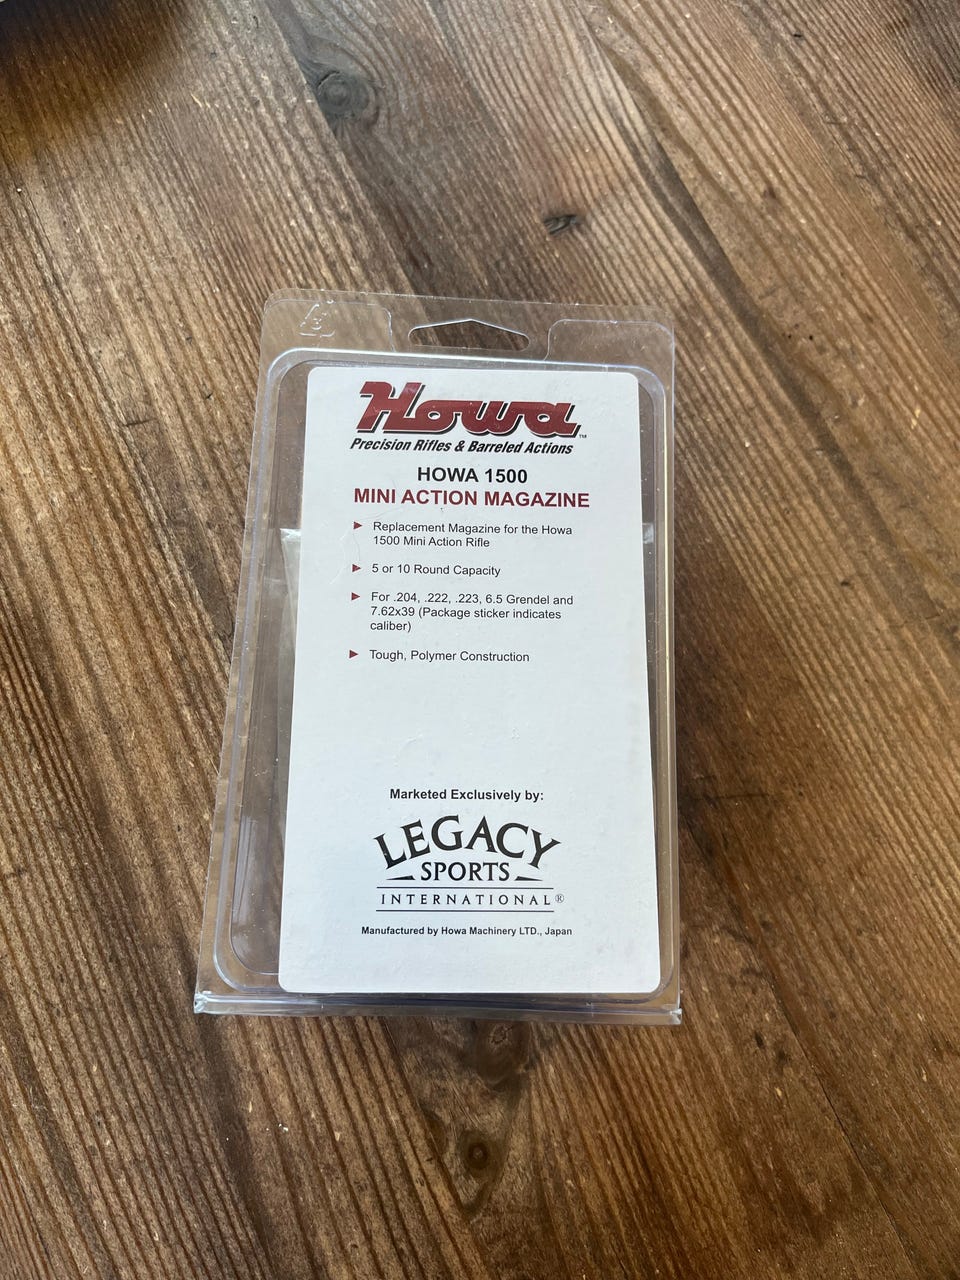 Howa™
Precision Rifles & Barreled Actions
HOWA 1500
MINI ACTION MAGAZINE
Replacement Magazine for the Howa
1500 Mini Action Rifle
5 or 10 Round Capacity
For .204, .222, .223, 6.5 Grendel and
7.62x39 (Package sticker indicates
caliber)
Tough, Polymer Construction
Marketed Exclusively by:
LEGACY
SPORTS
INTERNATIONAL®
Manufactured by Howa Machinery LTD., Japan